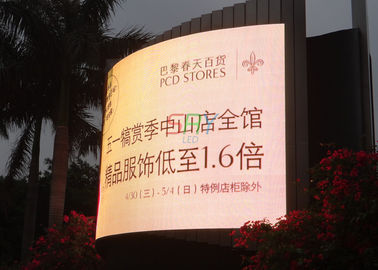 巴黎春天百货
PCD STORES
五一犒赏季中山店全馆
精品服饰低至1.6倍
4/30(三)-5/4(日)特例店柜除外
LED